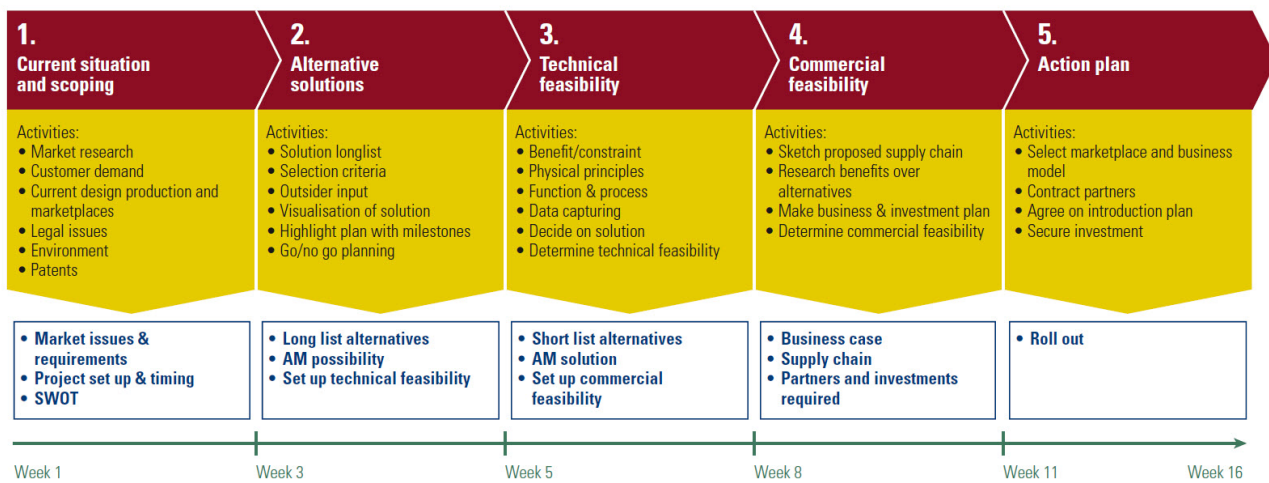 1.
Current situation
and scoping
2.
Alternative
solutions
3.
Technical
feasibility
4.
Commercial
feasibility
5.
Action plan
Activities:
• Market research
• Customer demand
• Current design production and
marketplaces
• Legal issues
• Environment
• Patents
Activities:
• Solution longlist
• Selection criteria
• Outsider input
• Visualisation of solution
• Highlight plan with milestones
• Go/no go planning
Activities:
• Benefit/constraint
• Physical principles
• Function & process
• Data capturing
• Decide on solution
• Determine technical feasibility
Activities:
• Sketch proposed supply chain
• Research benefits over
alternatives
• Make business & investment plan
• Determine commercial feasibility
Activities:
• Select marketplace and business
model
• Contract partners
• Agree on introduction plan
• Secure investment
• Market issues &
requirements
• Project set up & timing
• SWOT
• Long list alternatives
• AM possibility
• Set up technical feasibility
• Short list alternatives
• AM solution
• Set up commercial
feasibility
• Business case
• Supply chain
• Partners and investments
required
• Roll out
Week 1
Week 3
Week 5
Week 8
Week 11
Week 16